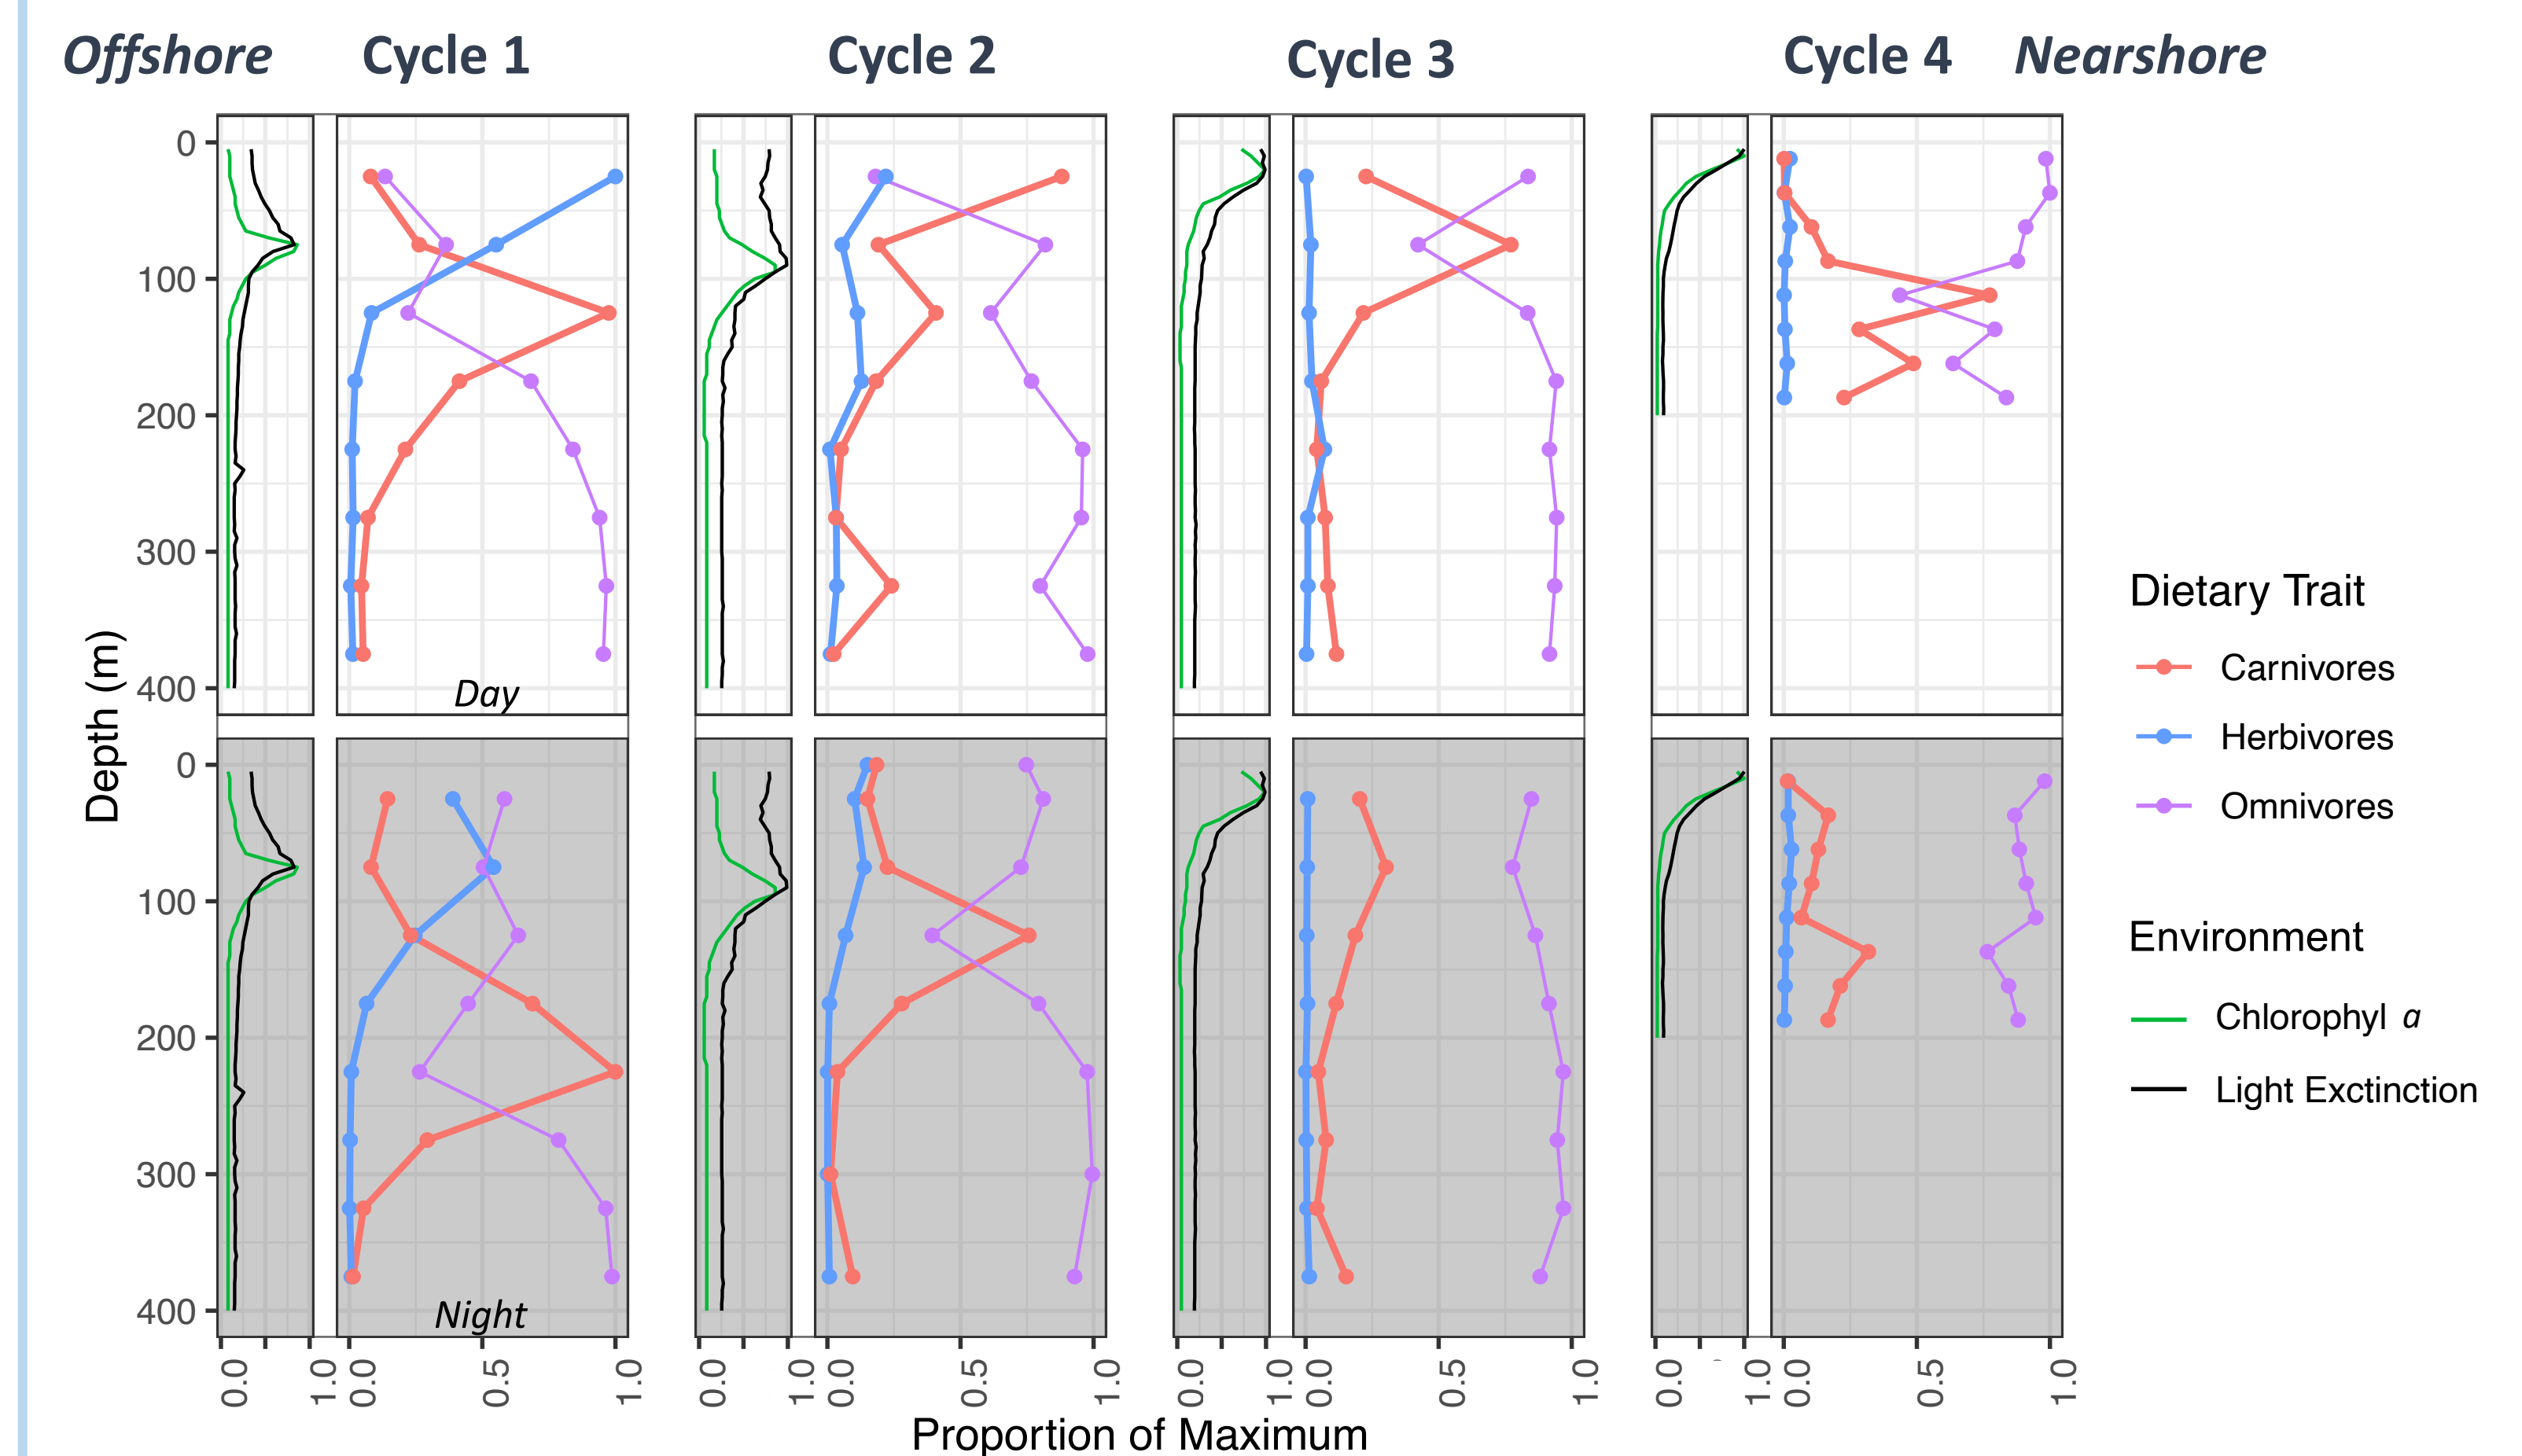 Offshore Cycle 1 Cycle 2 Cycle 3 Cycle 4 Nearshore
0
100
200
300
400
Day
Depth (m)
0
100
200
300
400
Night
0.0 1.0 0.0 0.5 1.0 0.0 1.0 0.0 0.5 1.0 0.0 1.0 0.0 0.5 1.0 0.0 1.0 0.0 0.5 1.0
Proportion of Maximum
Dietary Trait
Carnivores
Herbivores
Omnivores
Environment
Chlorophyl a
Light Exctinction